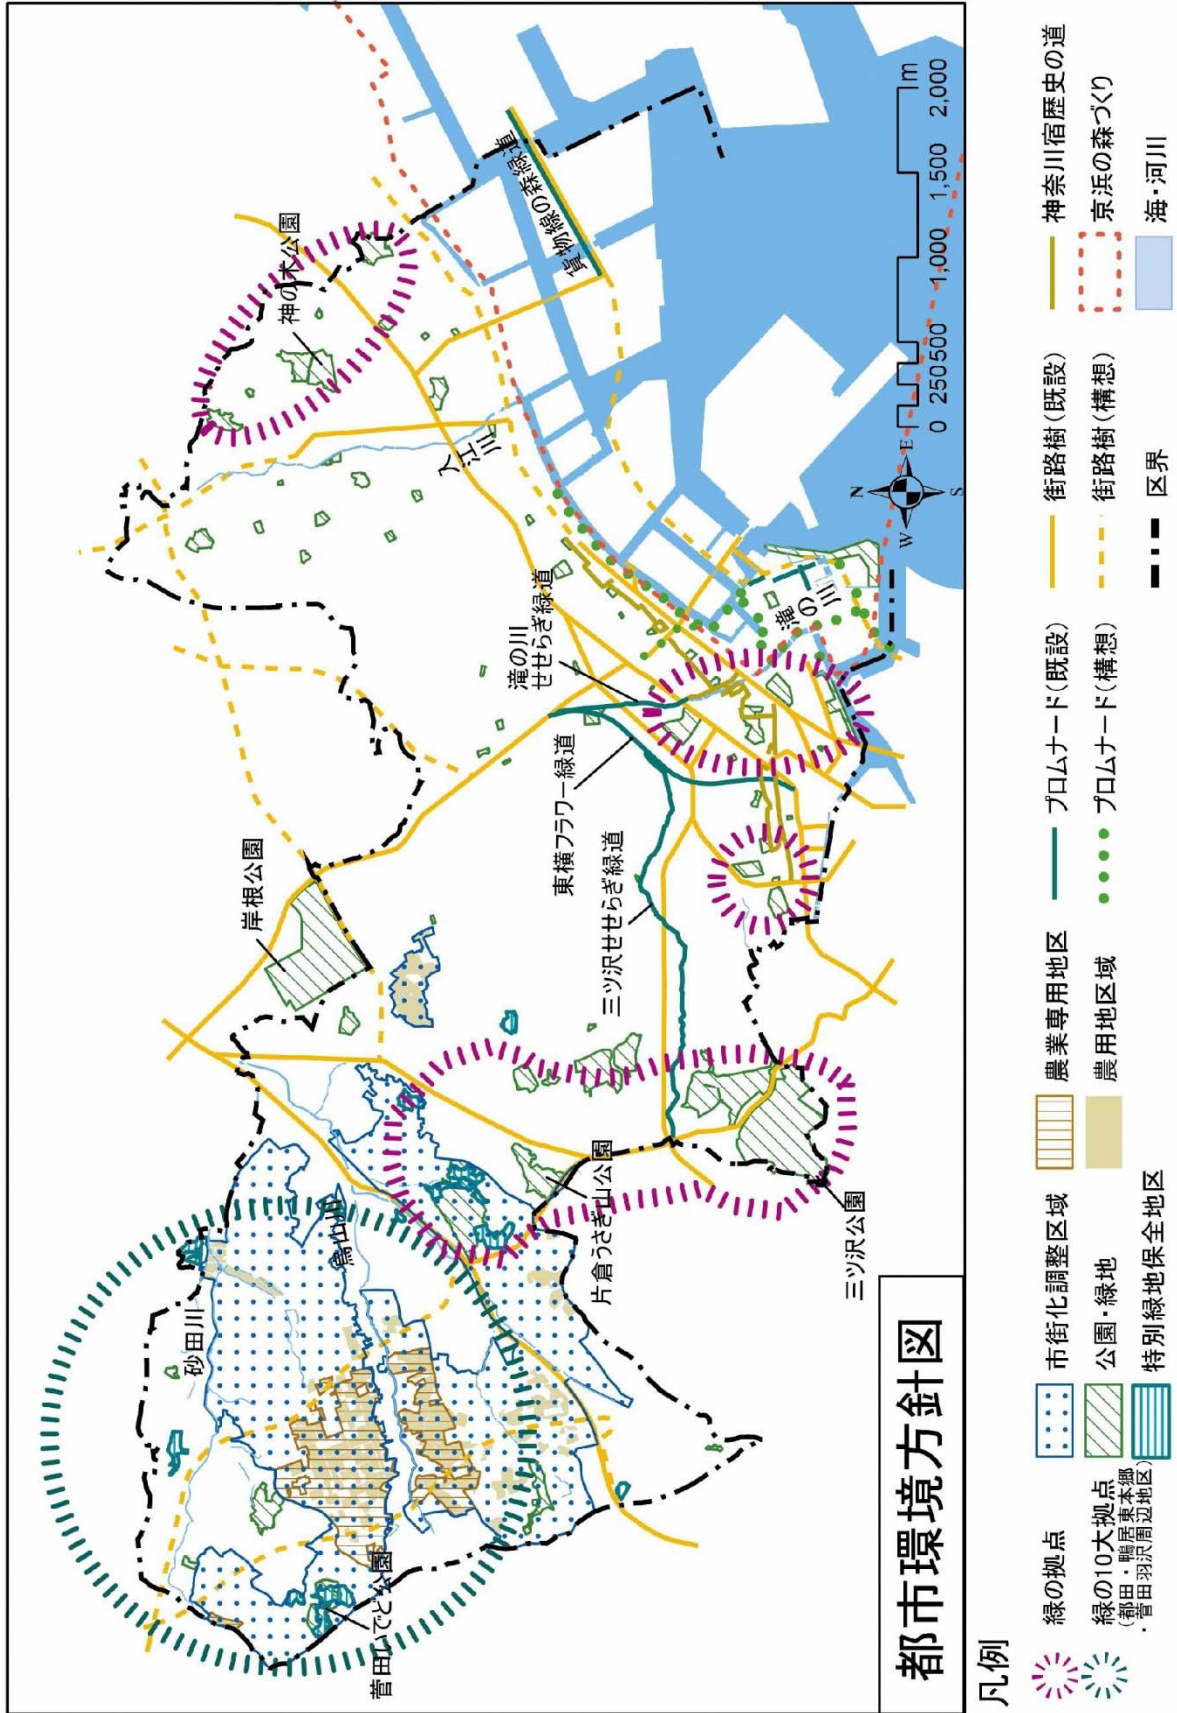 都市環境方針図
菅田いでと公園
砂田川
鳥山川
岸根公園
片倉うさぎ山公園
三ツ沢公園
三ツ沢せせらぎ緑道
東横フラワー緑道
滝の川
せせらぎ緑道
滝の川
入江川
神の木公園
貨物線の森緑道
N
W
E
S
0 250 500 1,000 1,500 2,000
m
凡例
緑の拠点
緑の10大拠点
(都田・鴨居東本郷
・菅田羽沢周辺地区)
市街化調整区域
公園・緑地
特別緑地保全地区
農業専用地区
農用地区域
プロムナード(既設)
プロムナード(構想)
街路樹(既設)
街路樹(構想)
区界
神奈川宿歴史の道
京浜の森づくり
海・河川